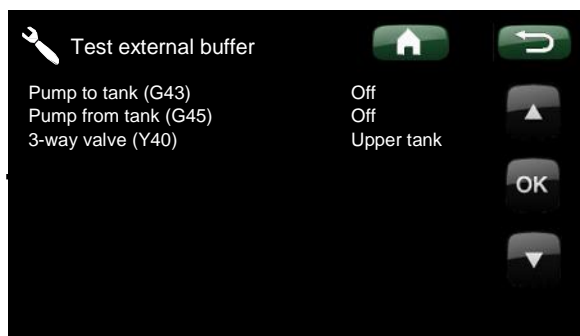 Test external buffer
Pump to tank (G43) Off
Pump from tank (G45) Off
3-way valve (Y40) Upper tank
OK